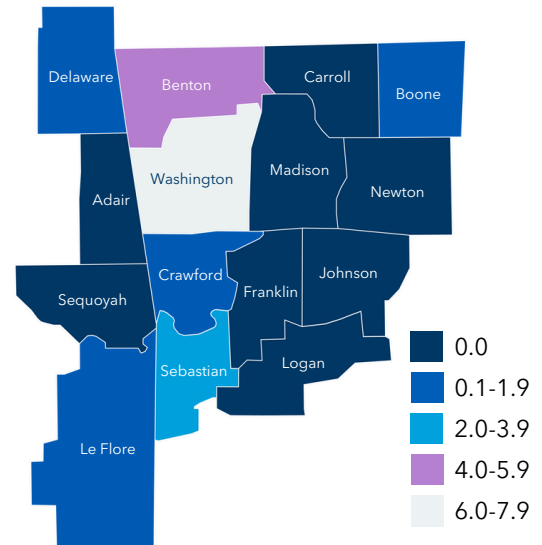 Delaware
Benton
Carroll
Boone
Washington
Madison
Newton
Adair
Crawford
Franklin
Johnson
Sequoyah
Sebastian
Logan
Le Flore
0.0
0.1-1.9
2.0-3.9
4.0-5.9
6.0-7.9